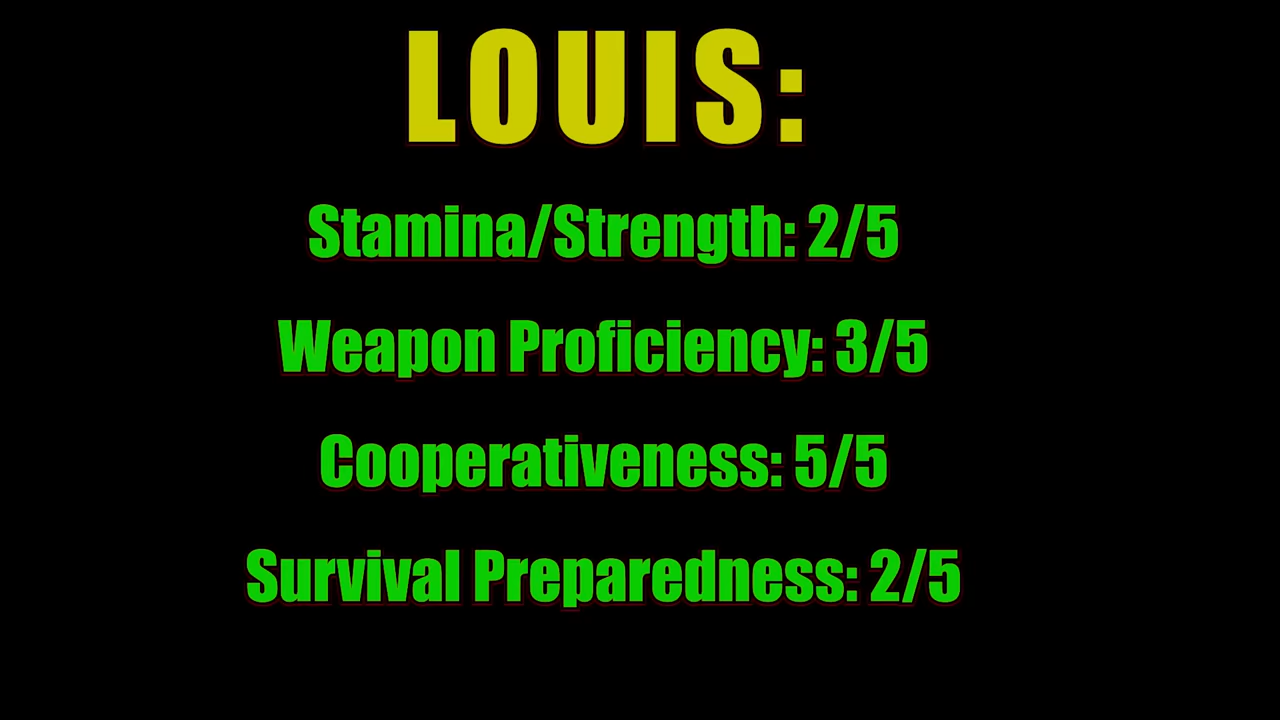 LOUIS:
Stamina/Strength: 2/5
Weapon Proficiency: 3/5
Cooperativeness: 5/5
Survival Preparedness: 2/5